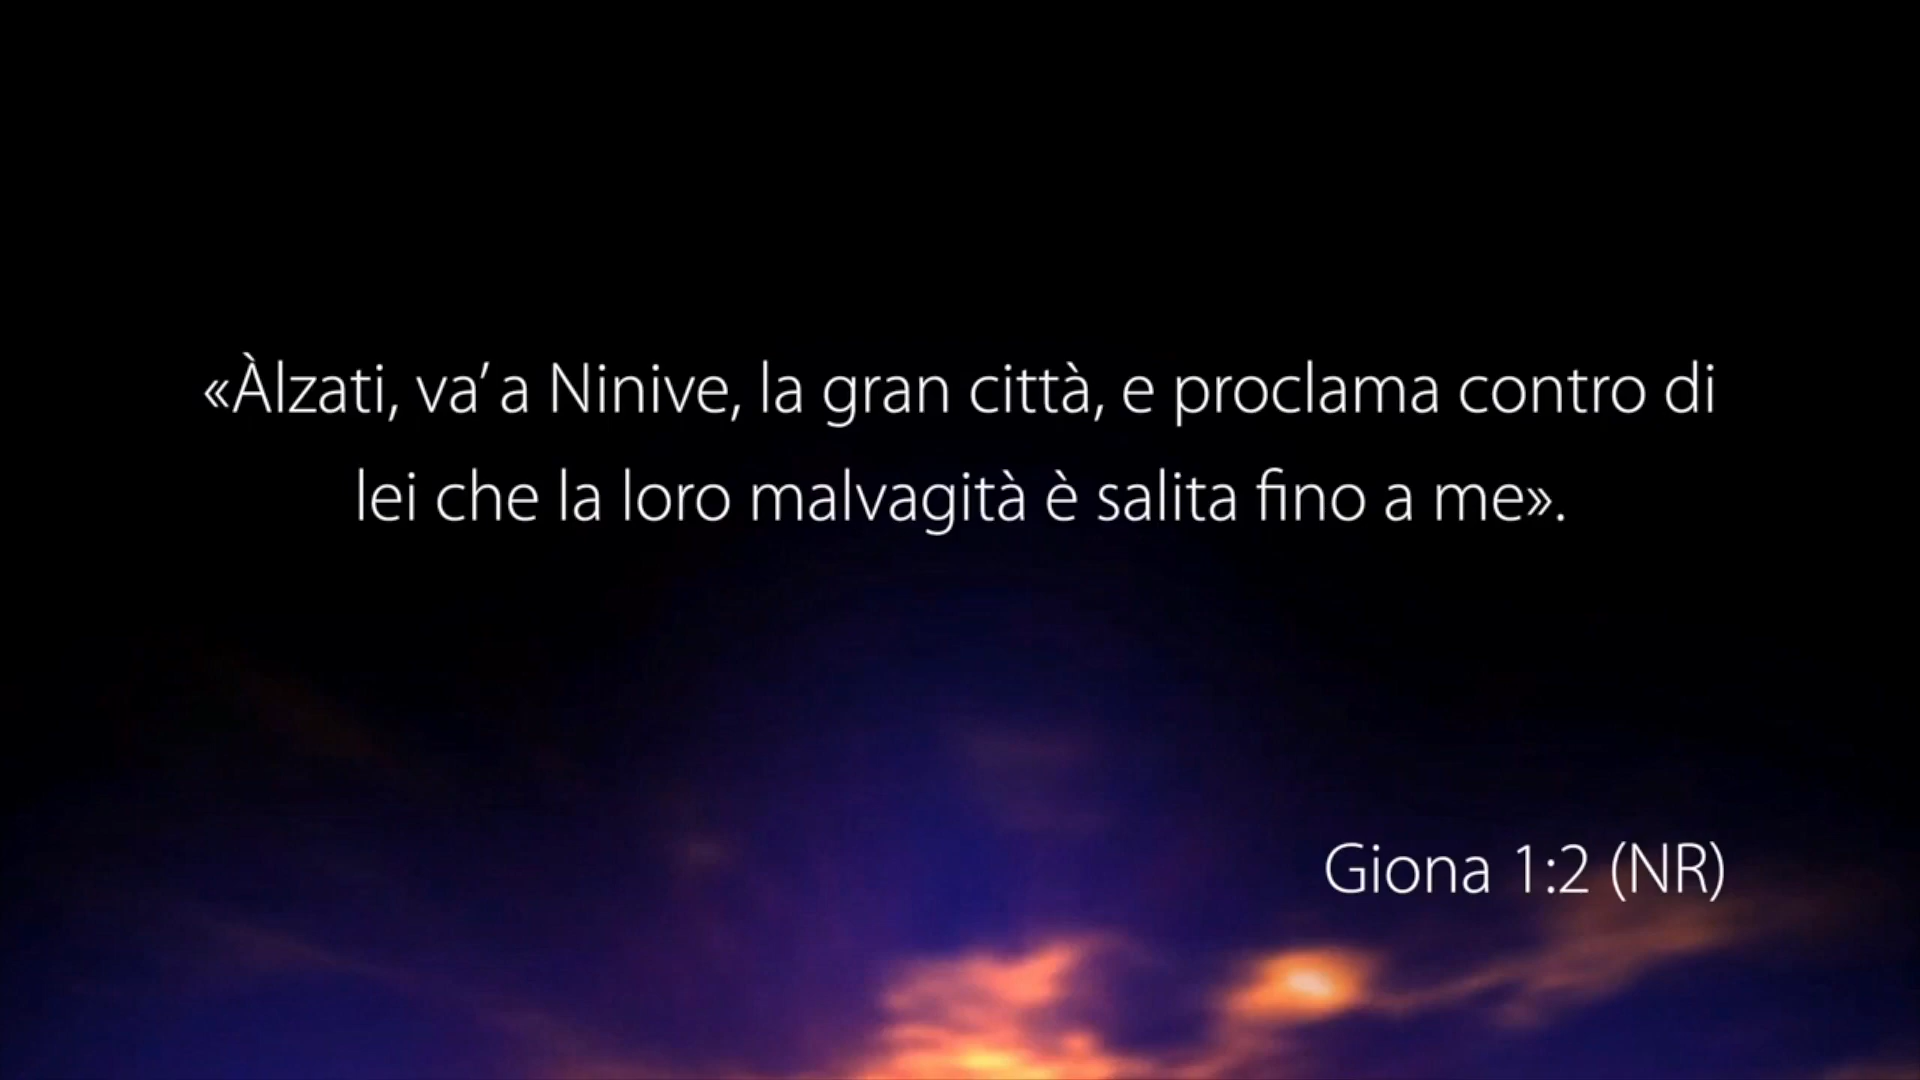 «Àlzati, va’ a Ninive, la gran città, e proclama contro di
lei che la loro malvagità è salita fino a me».
Giona 1:2 (NR)